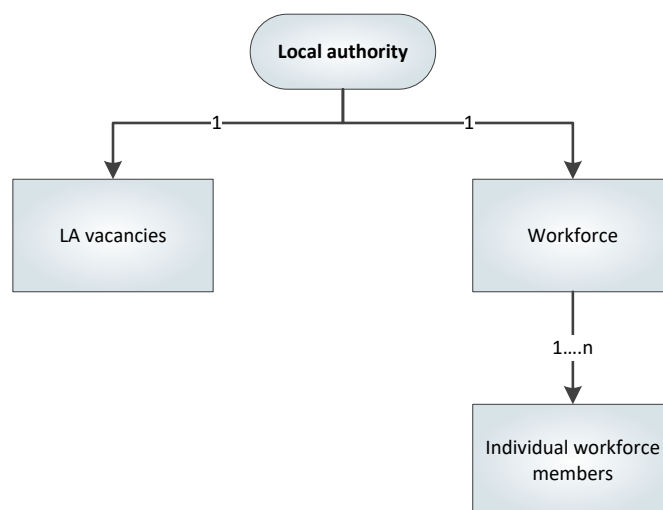 Local authority
1
1
LA vacancies
Workforce
1....n
Individual workforce
members